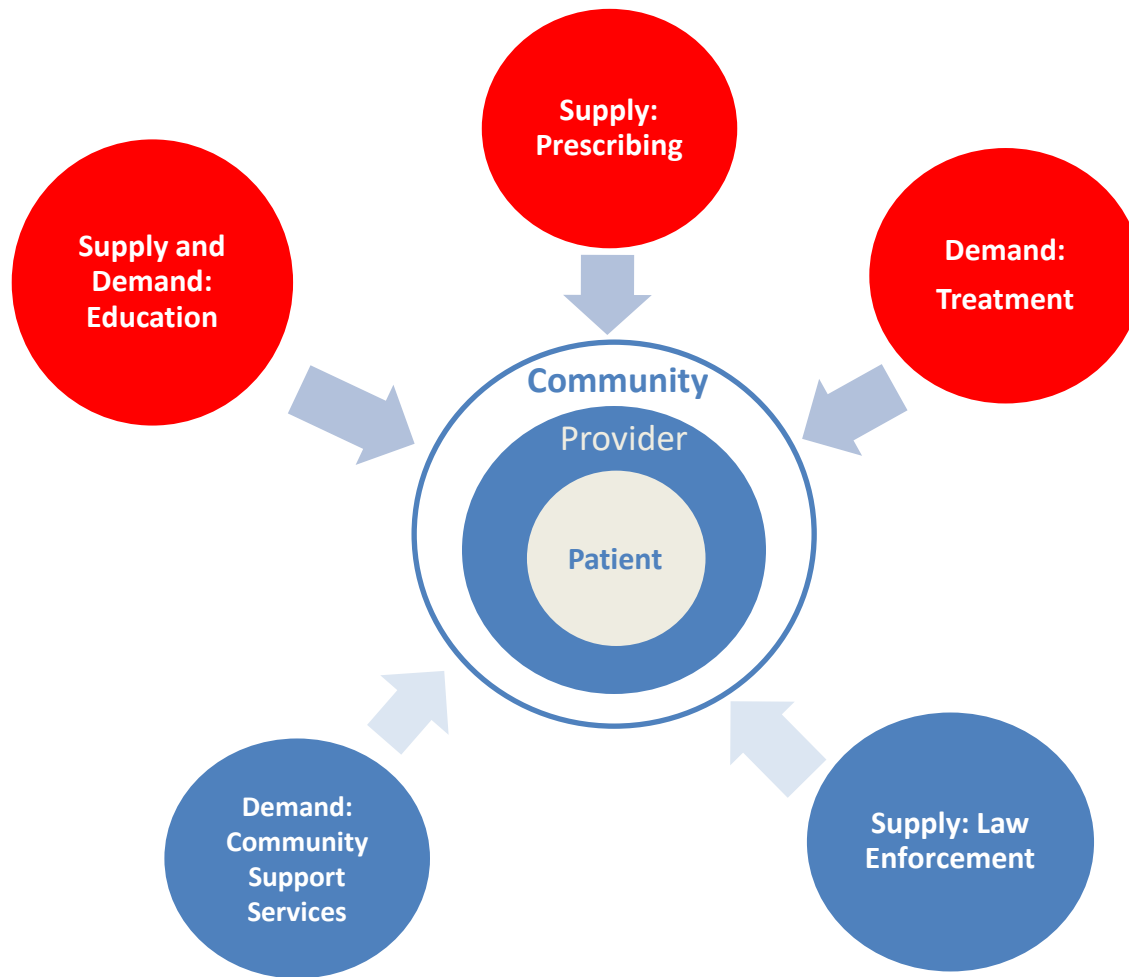 Supply:
Prescribing
Supply and
Demand:
Education
Demand:
Treatment
Community
Provider
Patient
Demand:
Community
Support
Services
Supply: Law
Enforcement